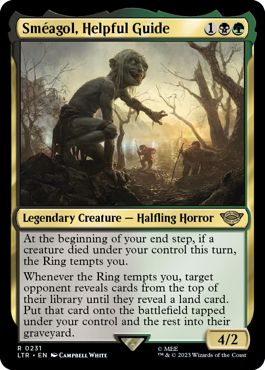 Sméagol, Helpful Guide 1
Legendary Creature — Halfling Horror
At the beginning of your end step, if a
creature died under your control this turn,
the Ring tempts you.
Whenever the Ring tempts you, target
opponent reveals cards from the top of
their library until they reveal a land card.
Put that card onto the battlefield tapped
under your control and the rest into their
graveyard.
4/2
R 0231
LTR • EN CAMPBELL WHITE
© MEE
™ & © 2023 Wizards of the Coast